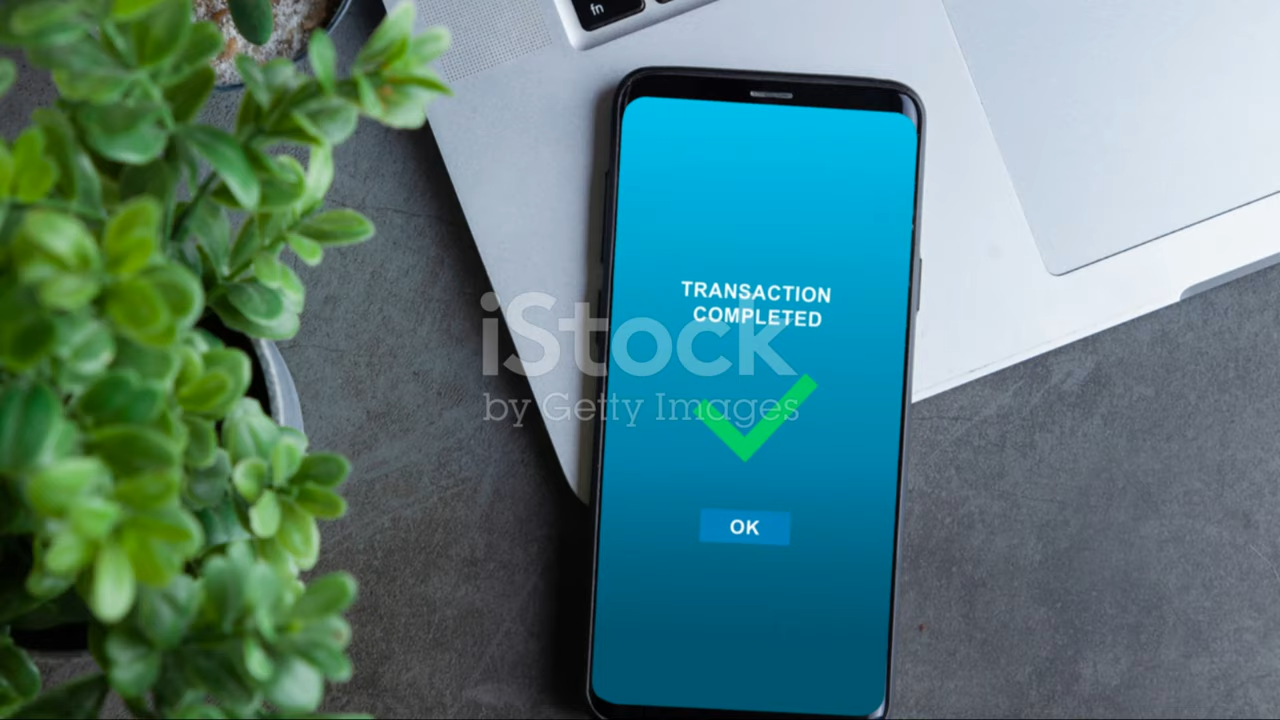 fn
TRANSACTION
COMPLETED
iStock
by Getty Images
OK